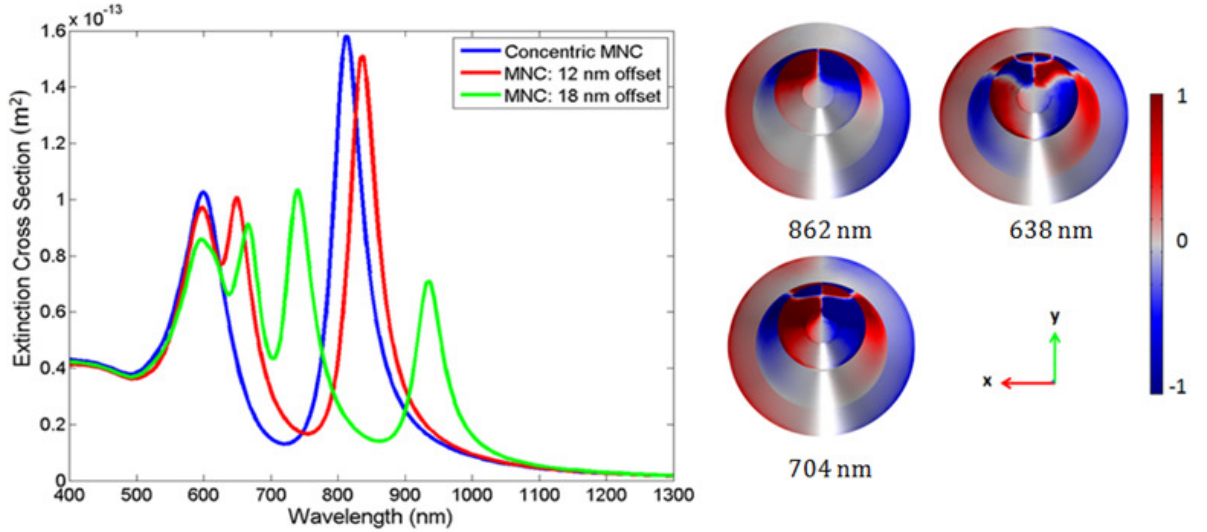 × 10⁻¹³
1.6
1.4
1.2
1
0.8
0.6
0.4
0.2
0
Extinction Cross Section (m²)
400 500 600 700 800 900 1000 1100 1200 1300
Wavelength (nm)
Concentric MNC
MNC: 12 nm offset
MNC: 18 nm offset
862 nm
638 nm
704 nm
y
x
1
0
-1